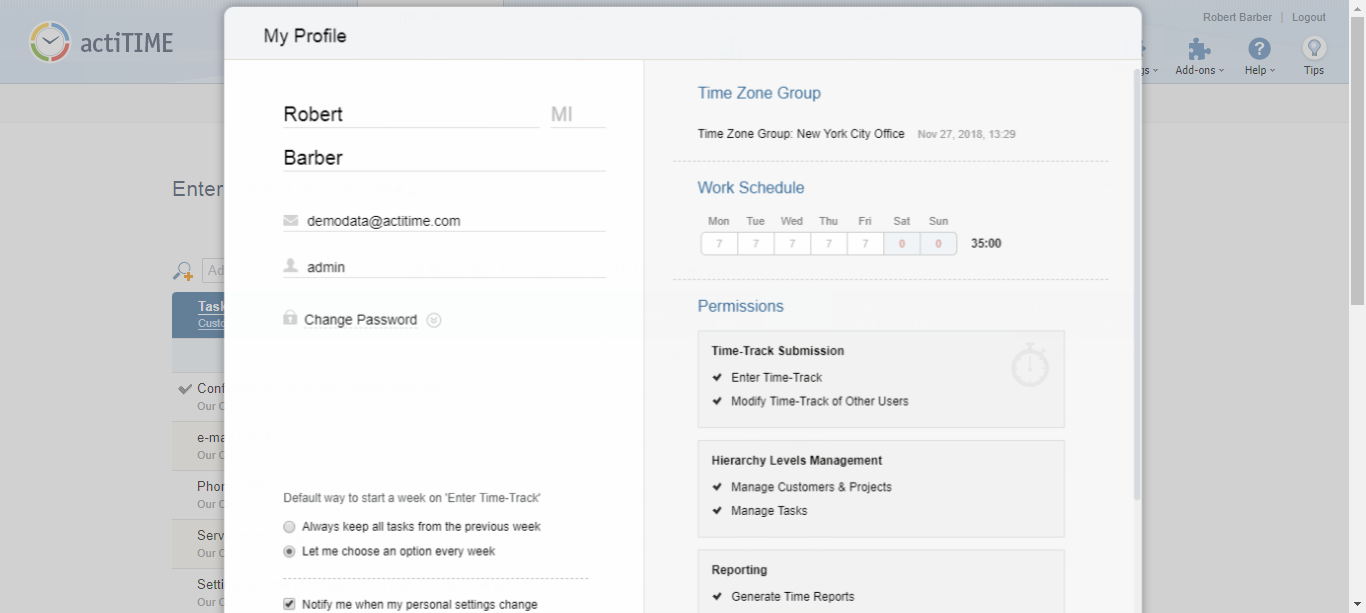 Robert Barber | Logout
actiTIME
gs
Add-ons
Help
Tips
Enter
Ad
Task
Custo
Conf
Our C
e-ma
Our C
Phon
Our C
Serv
Our C
Setti
Our C
My Profile
Robert
MI
Barber
demodata@actitime.com
admin
Change Password
Default way to start a week on 'Enter Time-Track'
Always keep all tasks from the previous week
Let me choose an option every week
Notify me when my personal settings change
Time Zone Group
Time Zone Group: New York City Office Nov 27, 2018, 13:29
Work Schedule
Mon Tue Wed Thu Fri Sat Sun
7 7 7 7 7 0 0 35:00
Permissions
Time-Track Submission
Enter Time-Track
Modify Time-Track of Other Users
Hierarchy Levels Management
Manage Customers & Projects
Manage Tasks
Reporting
Generate Time Reports